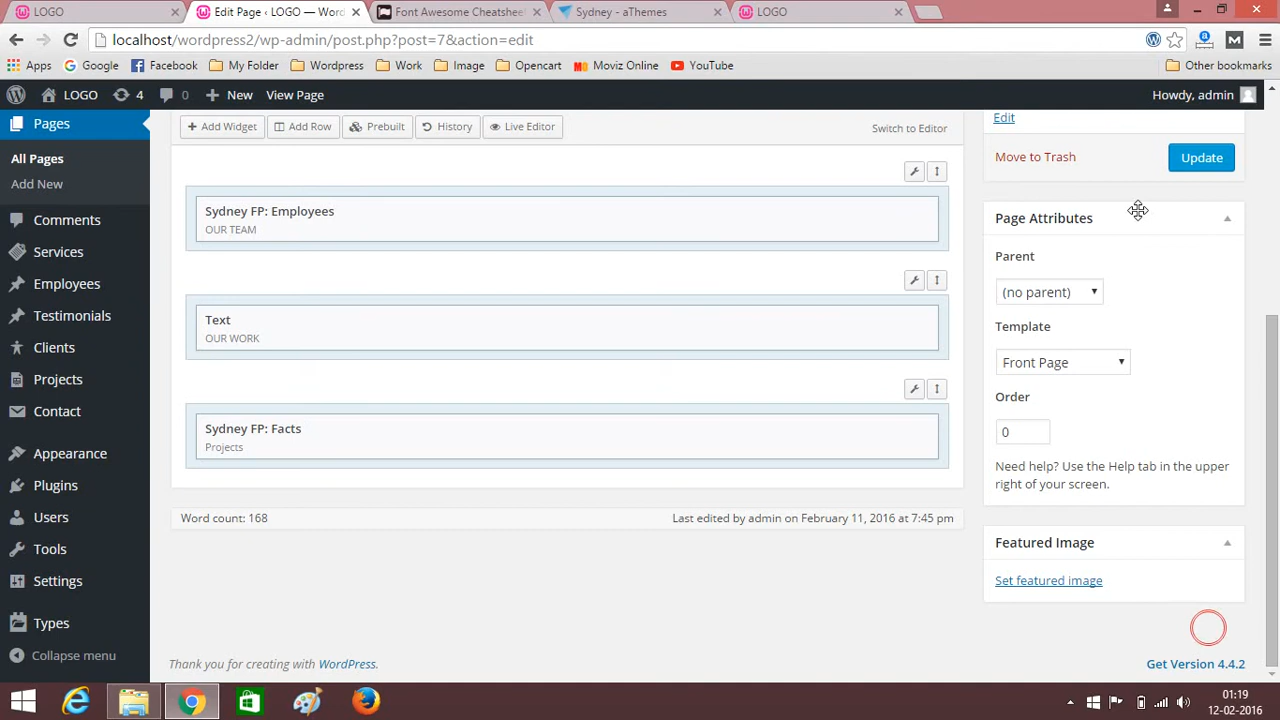 LOGO
Edit Page ‹ LOGO — Word
Font Awesome Cheatshee
Sydney - aThemes
LOGO
localhost/wordpress2/wp-admin/post.php?post=7&action=edit
Apps
Google
Facebook
My Folder
Wordpress
Work
Image
Opencart
Moviz Online
YouTube
Other bookmarks
LOGO
4
0
New
View Page
Howdy, admin
Pages
All Pages
Add New
Comments
Services
Employees
Testimonials
Clients
Projects
Contact
Appearance
Plugins
Users
Tools
Settings
Types
Collapse menu
Add Widget
Add Row
Prebuilt
History
Live Editor
Switch to Editor
Sydney FP: Employees
OUR TEAM
Text
OUR WORK
Sydney FP: Facts
Projects
Word count: 168
Last edited by admin on February 11, 2016 at 7:45 pm
Edit
Move to Trash
Update
Page Attributes
Parent
(no parent)
Template
Front Page
Order
0
Need help? Use the Help tab in the upper
right of your screen.
Featured Image
Set featured image
Thank you for creating with WordPress.
Get Version 4.4.2
01:19
12-02-2016